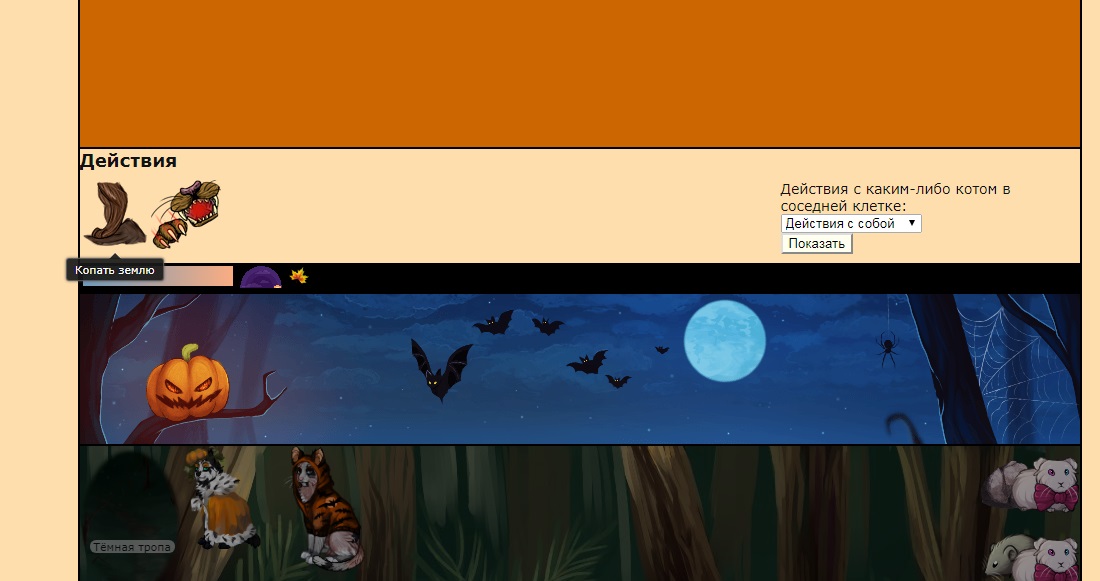 Действия
Действия с каким-либо котом в
соседней клетке:
Действия с собой
Показать
Копать землю
Тёмная тропа